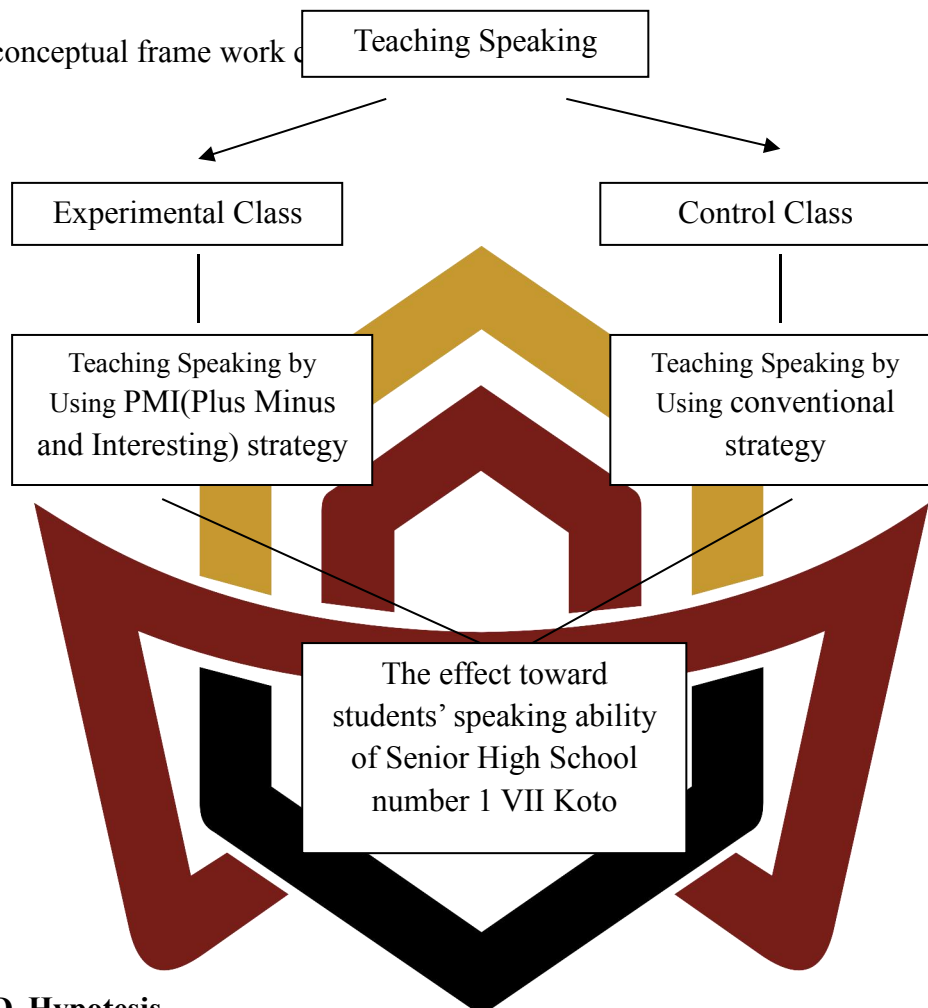 conceptual frame work
Teaching Speaking
Experimental Class
Control Class
Teaching Speaking by
Using PMI(Plus Minus
and Interesting) strategy
Teaching Speaking by
Using conventional
strategy
The effect toward
students’ speaking ability
of Senior High School
number 1 VII Koto
Hypotesis